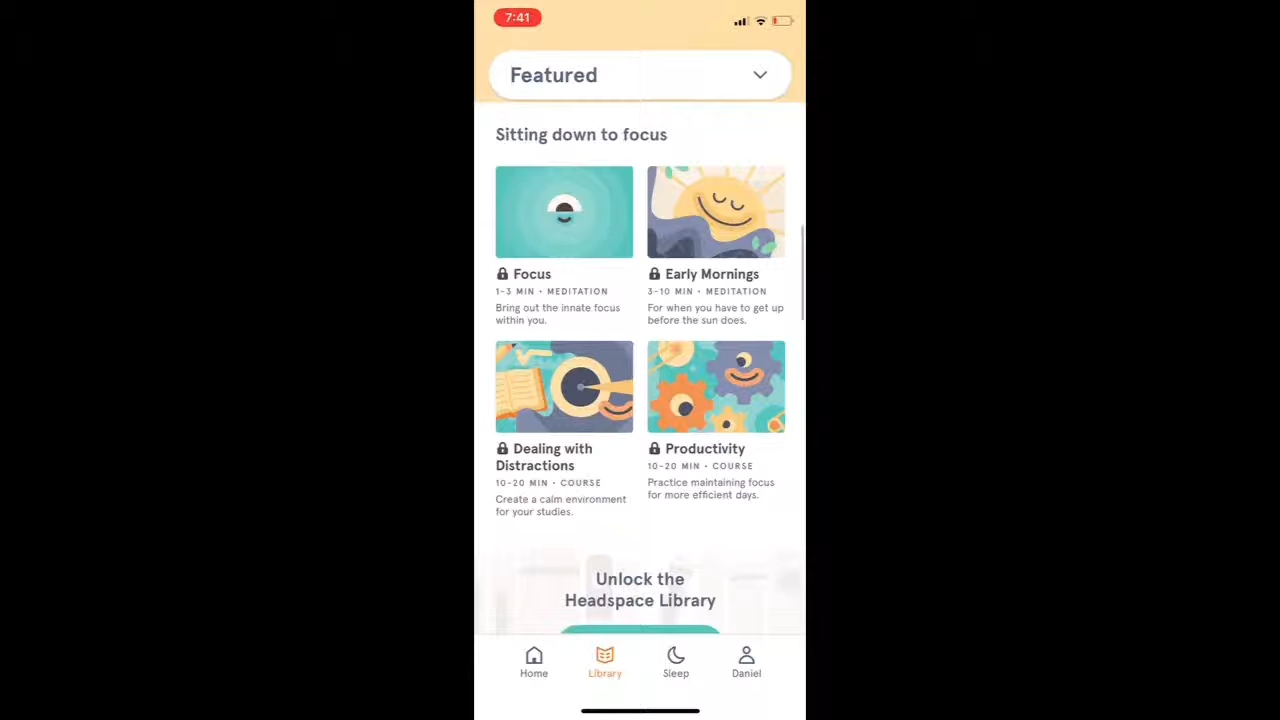 7:41
Featured
Sitting down to focus
Focus
1-3 MIN • MEDITATION
Bring out the innate focus
within you.
Early Mornings
3-10 MIN • MEDITATION
For when you have to get up
before the sun does.
Dealing with
Distractions
10-20 MIN • COURSE
Create a calm environment
for your studies.
Productivity
10-20 MIN • COURSE
Practice maintaining focus
for more efficient days.
Unlock the
Headspace Library
Home
Library
Sleep
Daniel